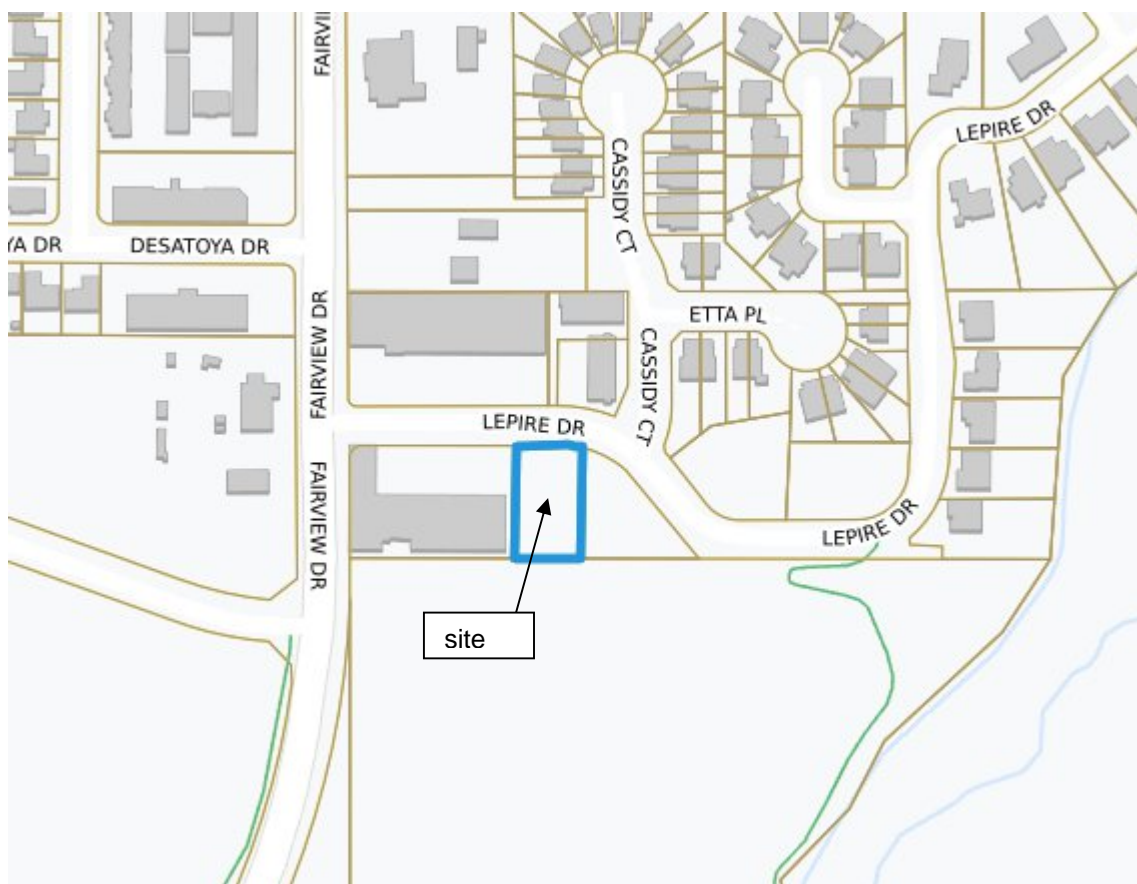 FAIRVIEW
LEPIRE DR
CASSIDY CT
YA DR
DESATOYA DR
FAIRVIEW DR
ETTA PL
CASSIDY CT
LEPIRE DR
FAIRVIEW DR
LEPIRE DR
site